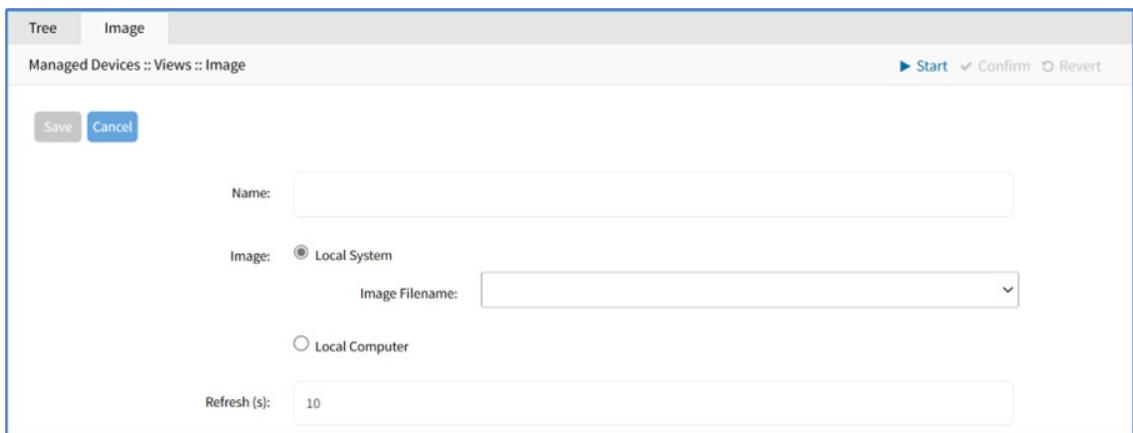 Tree Image
Managed Devices :: Views :: Image Start Confirm Revert
Save Cancel
Name:
Image: Local System
Image Filename:
Local Computer
Refresh (s): 10